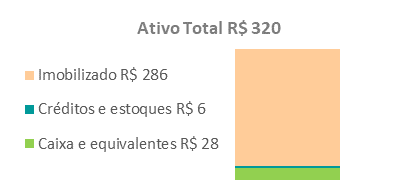 Ativo Total R$ 320
Imobilizado R$ 286
Créditos e estoques R$ 6
Caixa e equivalentes R$ 28